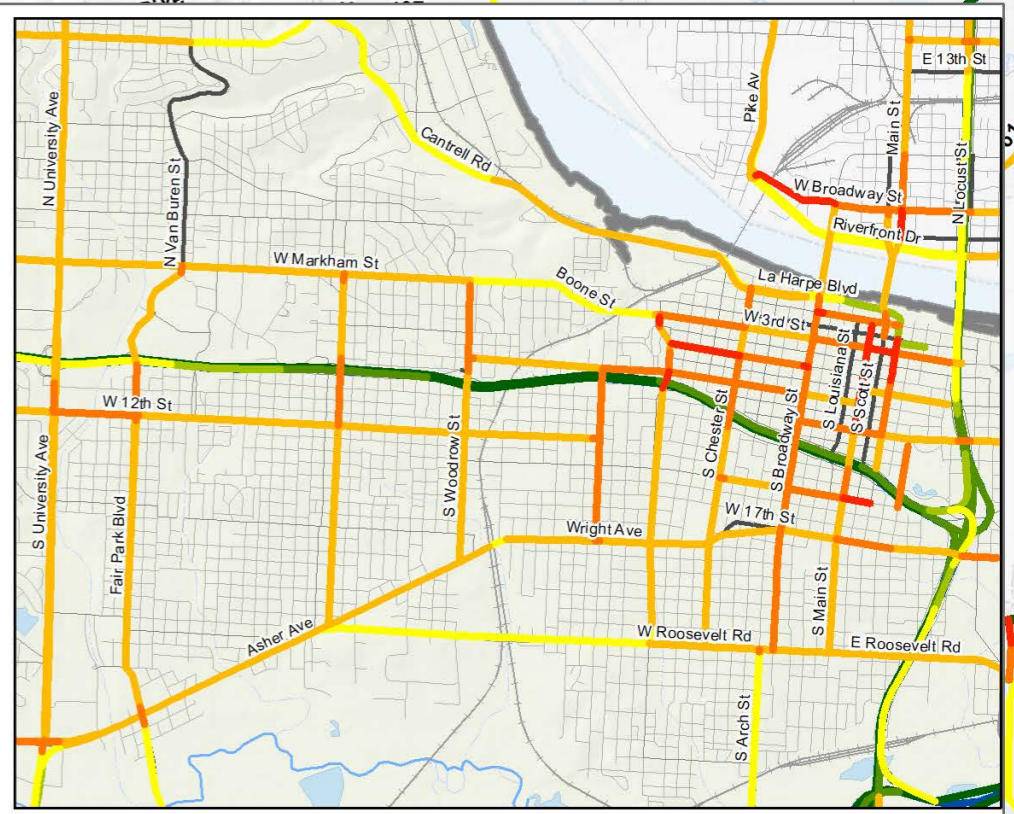 E 13th St
N University Ave
Pike Av
Main St
Cantrell Rd
N Van Buren St
N Locust St
W Broadway St
Riverfront Dr
W Markham St
Boone St
La Harpe Blvd
W 3rd St
S Louisiana St
S Scott St
W 12th St
S Chester St
S Broadway St
S Woodrow St
S University Ave
Fair Park Blvd
W 17th St
Wright Ave
S Main St
Asher Ave
W Roosevelt Rd
E Roosevelt Rd
S Arch St